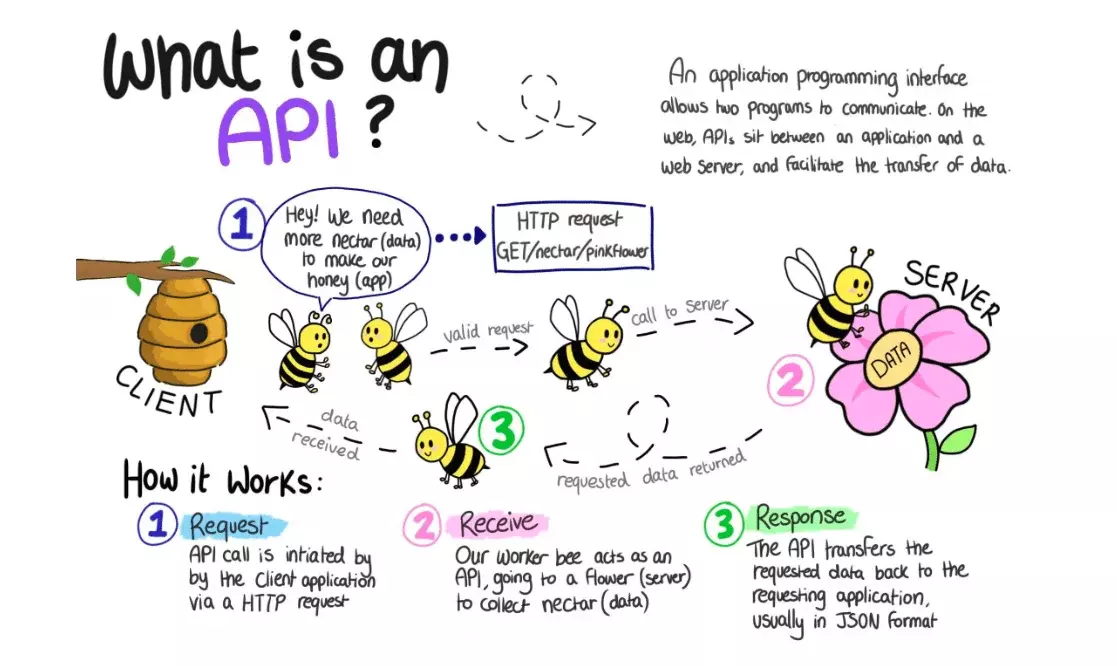 What is an
API?
An application programming interface
allows two programs to communicate. On the
web, APIs sit between an application and a
web server, and facilitate the transfer of data.
1
Hey! We need
more nectar (data)
to make our
honey (app)
HTTP request
GET/nectar/pinkflower
CLIENT
valid request
call to server
SERVER
DATA
2
data
received
3
requested data returned
How it Works:
1 Request
API call is intiated by
by the client application
via a HTTP request
2 Receive
Our worker bee acts as an
API, going to a flower (server)
to collect nectar (data)
3 Response
The API transfers the
requested data back to the
requesting application,
usually in JSON format